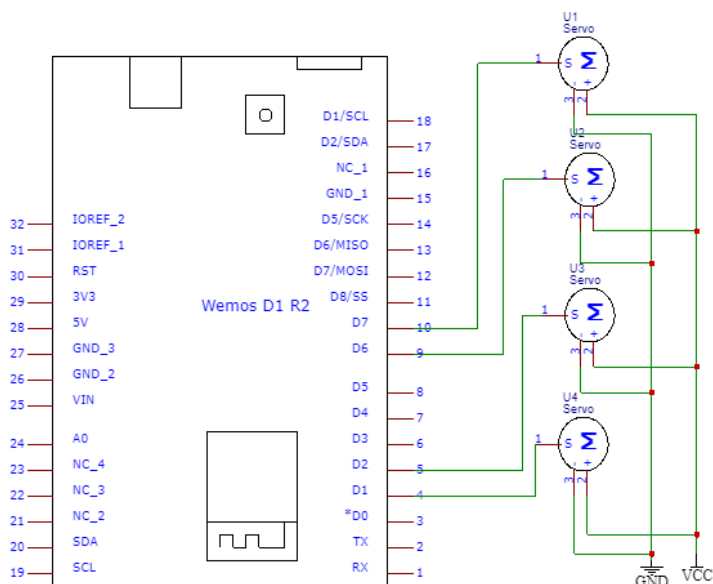 U1
Servo
1
S
Σ
-
+
3
2
U2
Servo
1
S
Σ
-
+
3
2
U3
Servo
1
S
Σ
-
+
3
2
U4
Servo
1
S
Σ
-
+
3
2
GND
VCC
Wemos D1 R2
32 IOREF_2
31 IOREF_1
30 RST
29 3V3
28 5V
27 GND_3
26 GND_2
25 VIN
24 A0
23 NC_4
22 NC_3
21 NC_2
20 SDA
19 SCL
D1/SCL 18
D2/SDA 17
NC_1 16
GND_1 15
D5/SCK 14
D6/MISO 13
D7/MOSI 12
D8/SS 11
D7 10
D6 9
D5 8
D4 7
D3 6
D2 5
D1 4
*D0 3
TX 2
RX 1